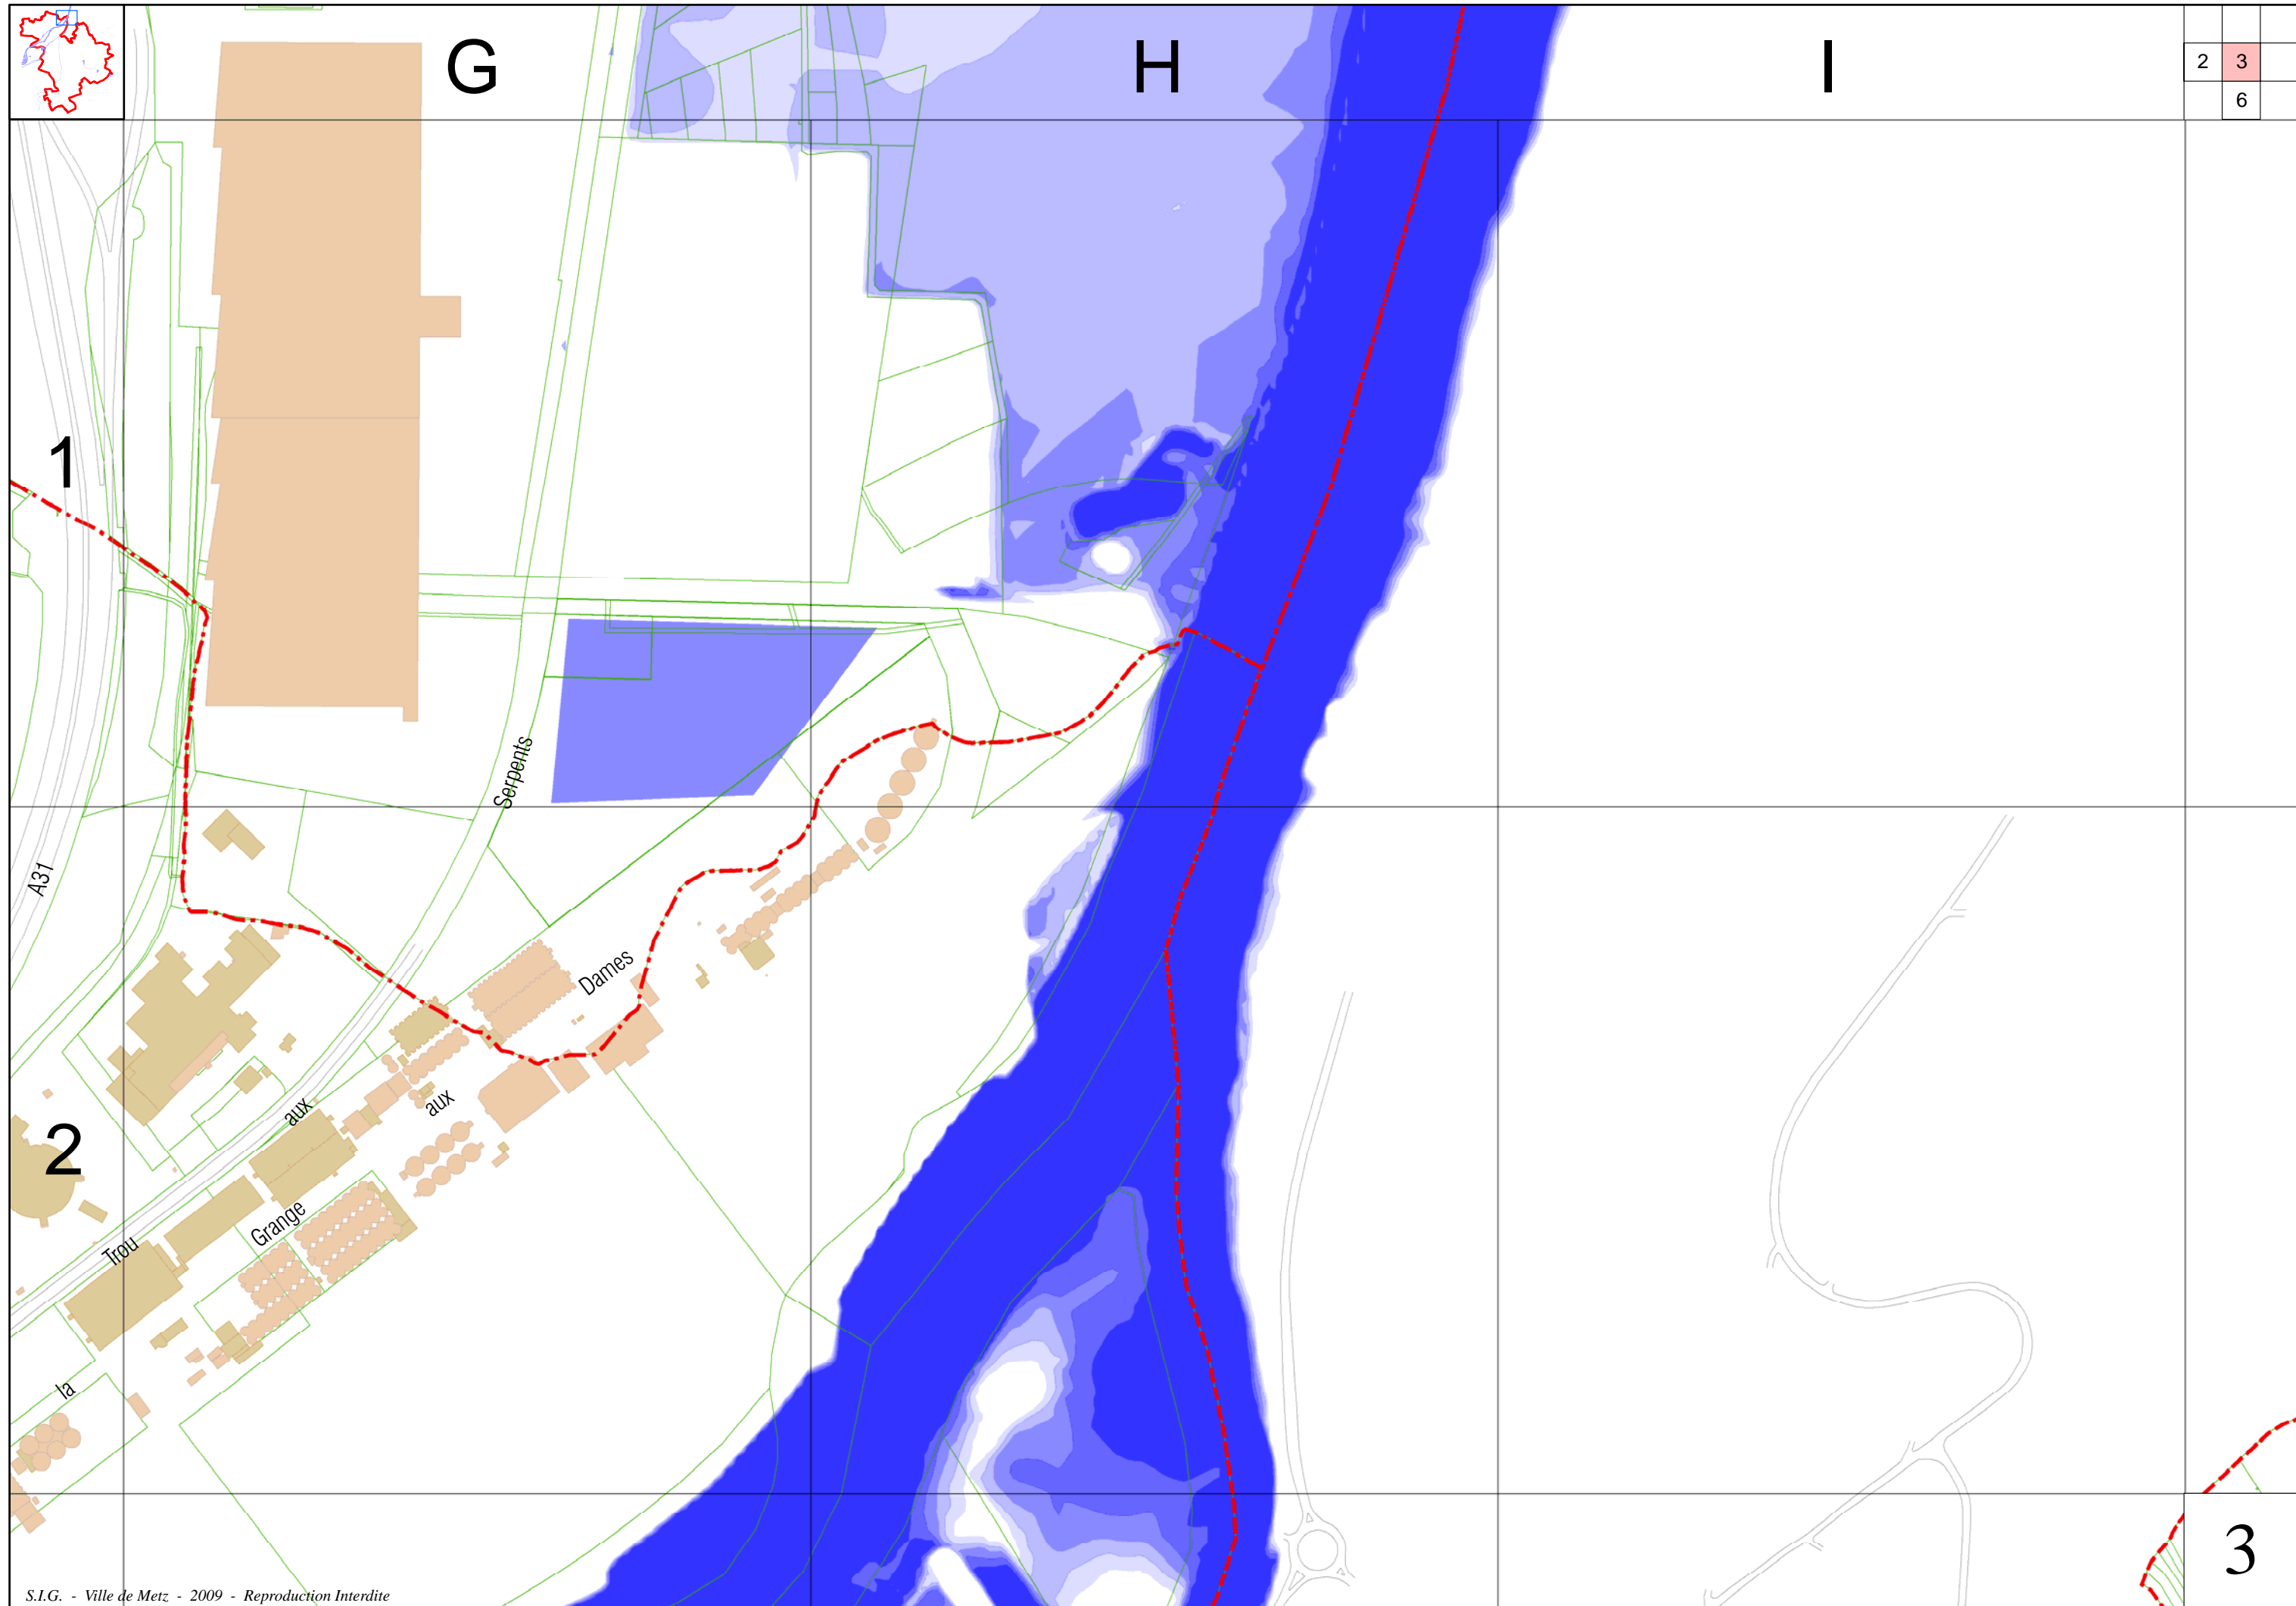 G
H
I
2 3
6
1
Serpents
A31
Dames
aux
aux
2
Grange
Trou
la
3
S.I.G. - Ville de Metz - 2009 - Reproduction Interdite